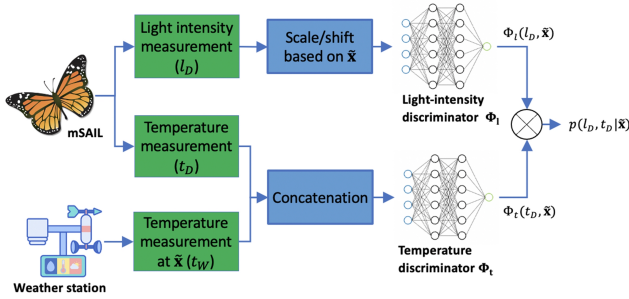 Light intensity
measurement
(l_D)
Scale/shift
based on x̃
Φ_l(l_D, x̃)
mSAIL
Light-intensity
discriminator Φ_l
Temperature
measurement
(t_D)
p(l_D, t_D|x̃)
Concatenation
Temperature
measurement
at x̃ (t_W)
Φ_t(t_D, x̃)
Weather station
Temperature
discriminator Φ_t